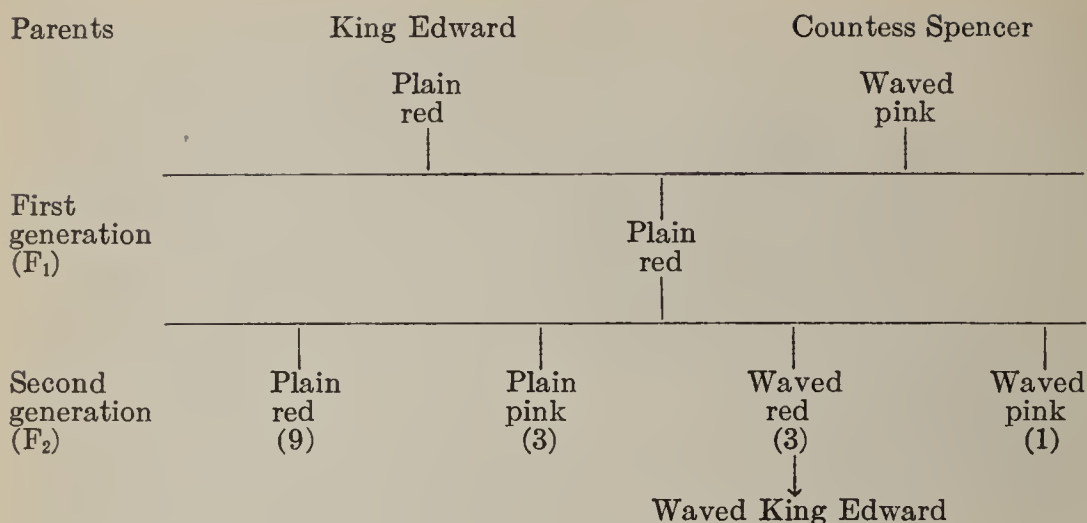 Parents King Edward Countess Spencer
Plain Waved
red pink
First
generation
(F₁)
Plain
red
Second Plain Plain Waved Waved
generation red pink red pink
(F₂) (9) (3) (3) (1)
Waved King Edward